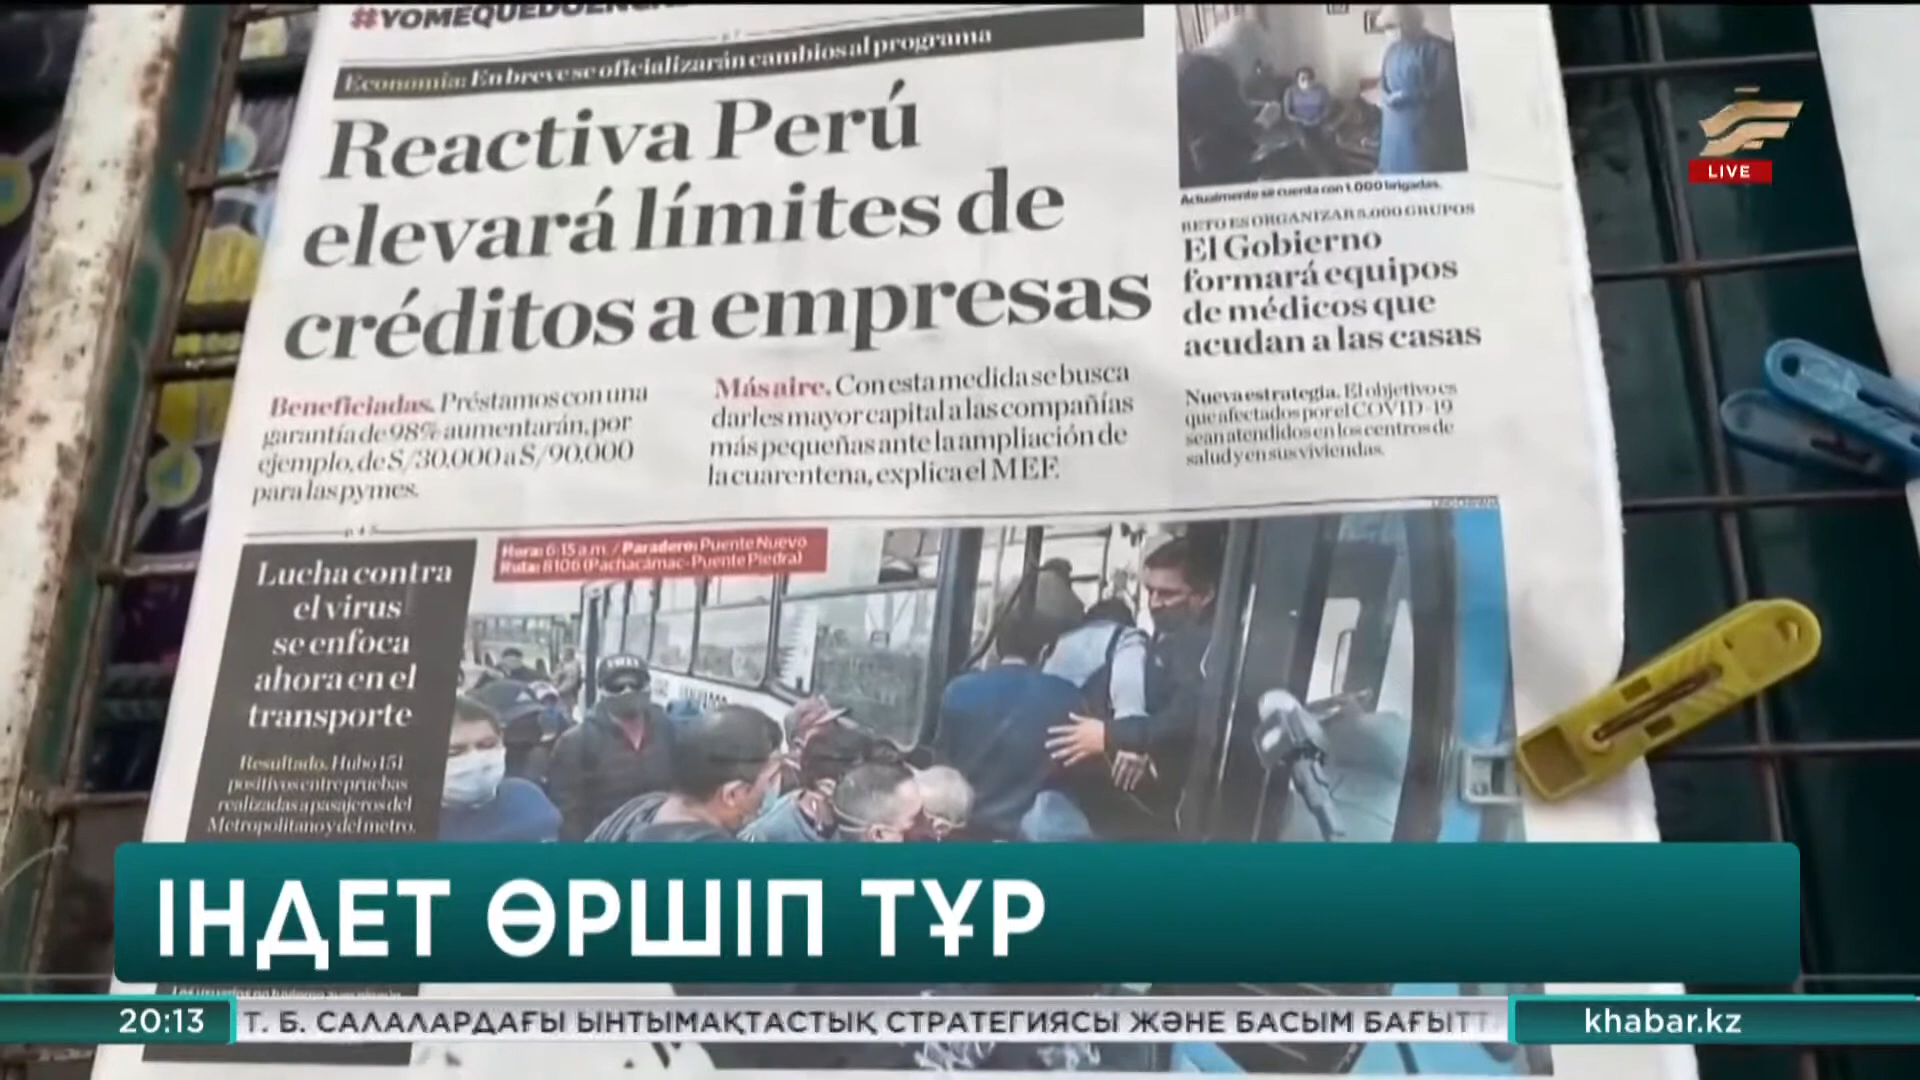 #YOMEQUEDOEN
Economía: En breve se oficializarán cambios al programa
Reactiva Perú
elevará límites de
créditos a empresas
Beneficiadas. Préstamos con una
garantía de 98% aumentarán, por
ejemplo, de S/30.000 a S/90.000
para las pymes.
Más aire. Con esta medida se busca
darles mayor capital a las compañías
más pequeñas ante la ampliación de
la cuarentena, explica el MEF.
Actualmente se cuenta con 1.000 brigadas.
RETO ES ORGANIZAR 5.000 GRUPOS
El Gobierno
formará equipos
de médicos que
acudan a las casas
Nueva estrategia. El objetivo es
que afectados por el COVID-19
sean atendidos en los centros de
salud y en sus viviendas.
LIVE
Lucha contra
el virus
se enfoca
ahora en el
transporte
Resultado. Hubo 151
positivos entre pruebas
realizadas a pasajeros del
Metropolitano y del metro.
Hora: 6:15 a.m. / Paradero: Puente Nuevo
Ruta: 8106 (Pachacámac-Puente Piedra)
ІНДЕТ ӨРШІП ТҰР
20:13
Т. Б. САЛАЛАРДАҒЫ ЫНТЫМАҚТАСТЫҚ СТРАТЕГИЯСЫ ЖӘНЕ БАСЫМ БАҒЫТТ
khabar.kz